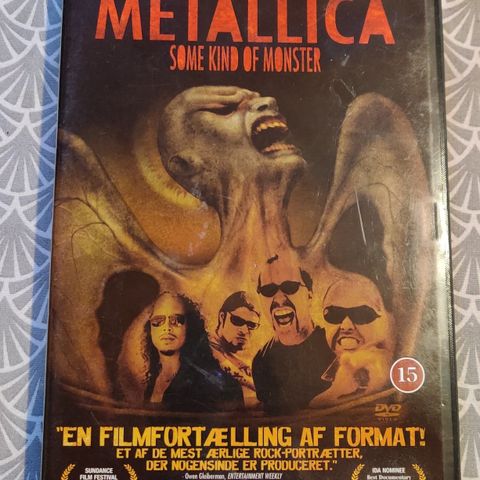 METALLICA
SOME KIND OF MONSTER
15
DVD
VIDEO
"EN FILMFORTÆLLING AF FORMAT!
ET AF DE MEST ÆRLIGE ROCK-PORTRÆTTER,
DER NOGENSINDE ER PRODUCERET."
- Owen Gleiberman, ENTERTAINMENT WEEKLY
SUNDANCE
FILM FESTIVAL
IDA NOMINEE
Best Documentary